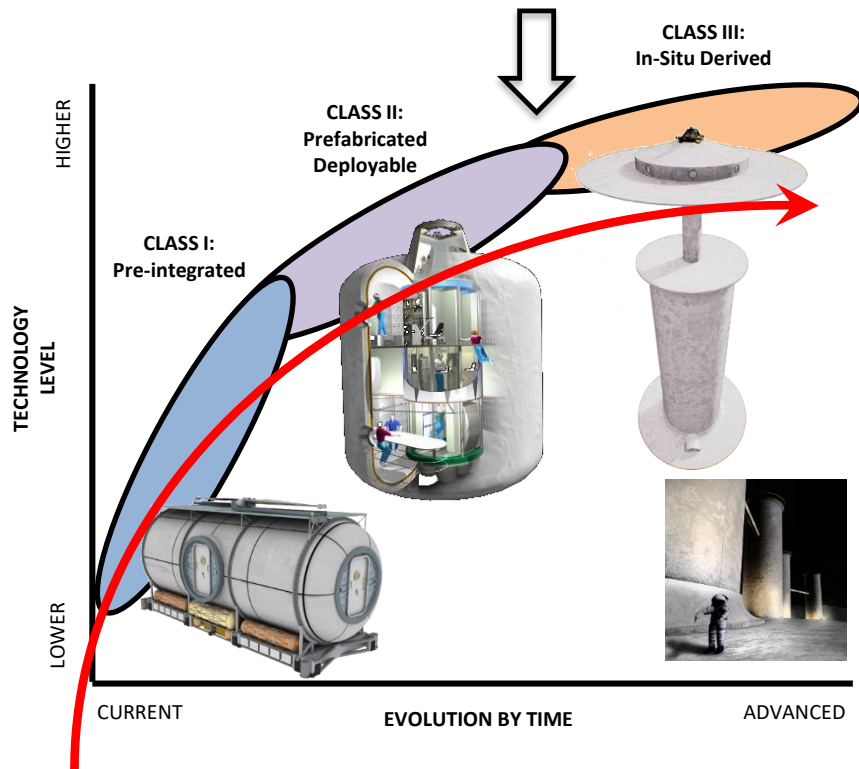 CLASS III:
In-Situ Derived
CLASS II:
Prefabricated
Deployable
CLASS I:
Pre-integrated
HIGHER
TECHNOLOGY
LEVEL
LOWER
CURRENT
EVOLUTION BY TIME
ADVANCED